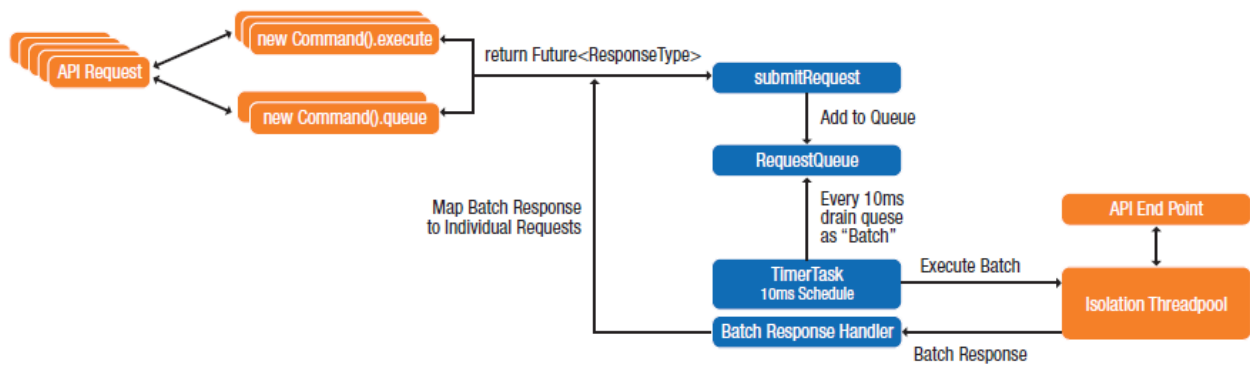 new Command().execute
API Request
new Command().queue
return Future<ResponseType>
submitRequest
Add to Queue
RequestQueue
Every 10ms
drain quese
as “Batch”
Map Batch Response
to Individual Requests
TimerTask
10ms Schedule
Execute Batch
API End Point
Isolation Threadpool
Batch Response Handler
Batch Response